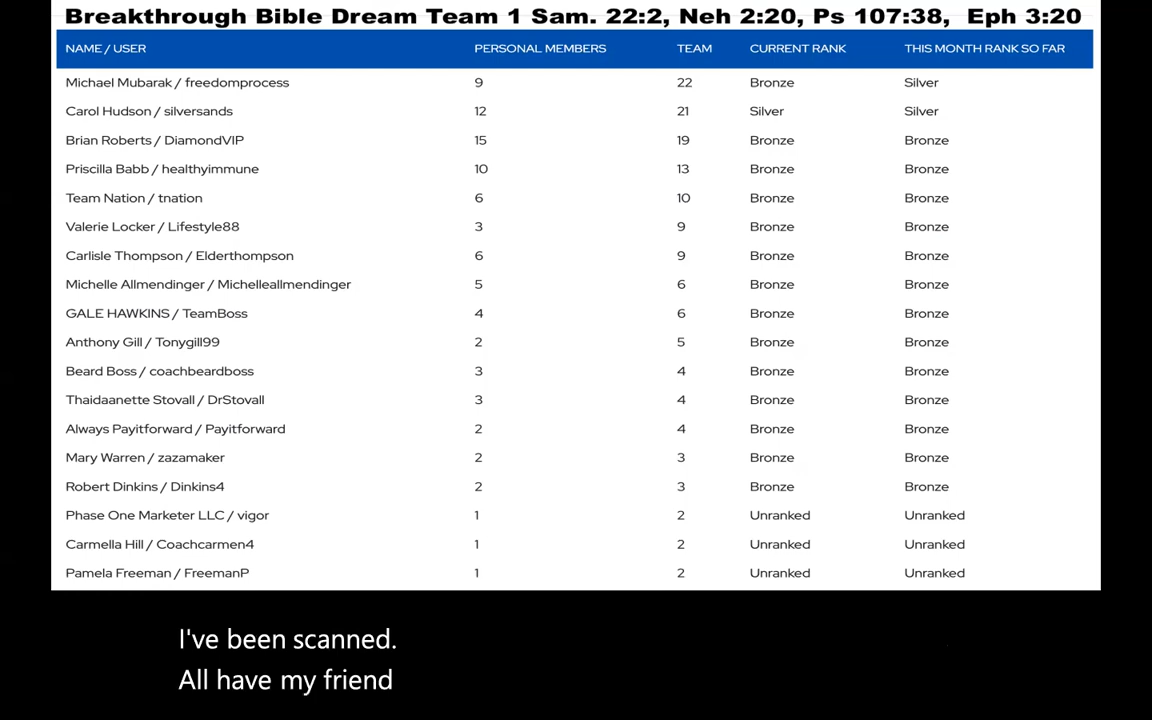 Breakthrough Bible Dream Team 1 Sam. 22:2, Neh 2:20, Ps 107:38, Eph 3:20
NAME / USER PERSONAL MEMBERS TEAM CURRENT RANK THIS MONTH RANK SO FAR
Michael Mubarak / freedomprocess 9 22 Bronze Silver
Carol Hudson / silversands 12 21 Silver Silver
Brian Roberts / DiamondVIP 15 19 Bronze Bronze
Priscilla Babb / healthyimmune 10 13 Bronze Bronze
Team Nation / tnation 6 10 Bronze Bronze
Valerie Locker / Lifestyle88 3 9 Bronze Bronze
Carlisle Thompson / Elderthompson 6 9 Bronze Bronze
Michelle Allmendinger / Michelleallmendinger 5 6 Bronze Bronze
GALE HAWKINS / TeamBoss 4 6 Bronze Bronze
Anthony Gill / Tonygill99 2 5 Bronze Bronze
Beard Boss / coachbeardboss 3 4 Bronze Bronze
Thaidaanette Stovall / DrStovall 3 4 Bronze Bronze
Always Payitforward / Payitforward 2 4 Bronze Bronze
Mary Warren / zazamaker 2 3 Bronze Bronze
Robert Dinkins / Dinkins4 2 3 Bronze Bronze
Phase One Marketer LLC / vigor 1 2 Unranked Unranked
Carmella Hill / Coachcarmen4 1 2 Unranked Unranked
Pamela Freeman / FreemanP 1 2 Unranked Unranked
I've been scanned.
All have my friend